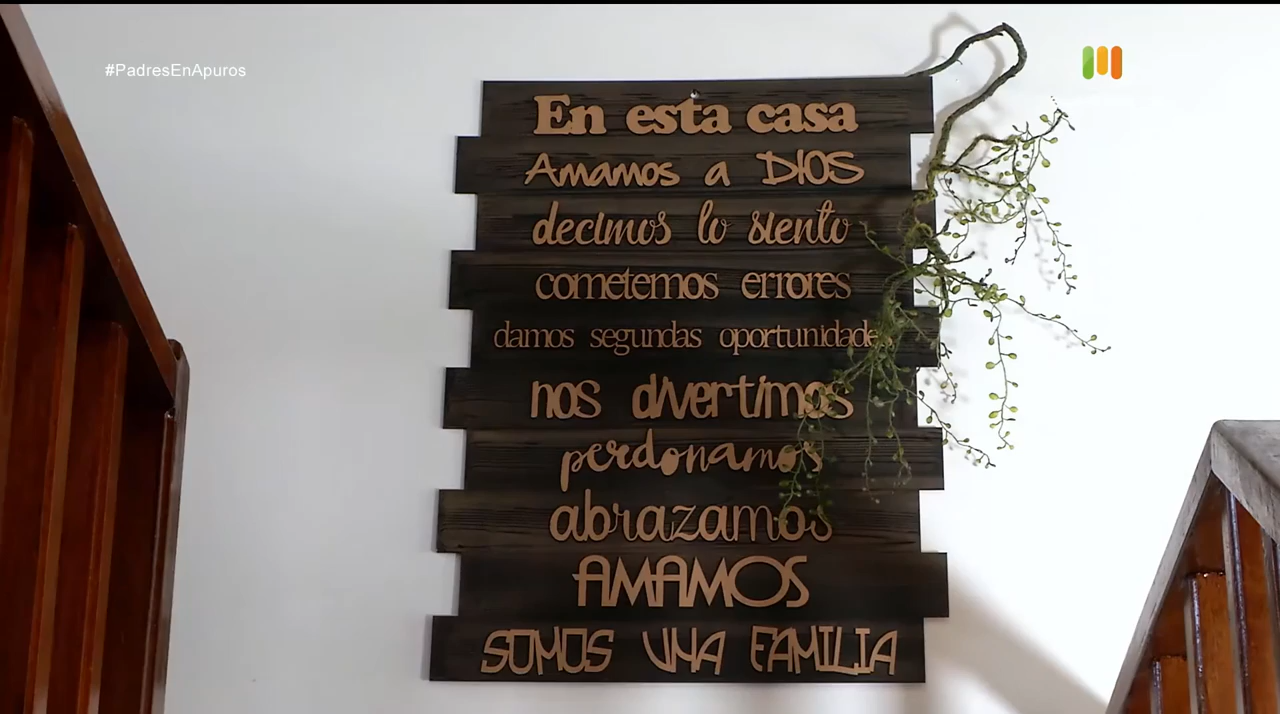 #PadresEnApuros
En esta casa
Amamos a DIOS
decimos lo siento
cometemos errores
damos segundas oportunidades
nos divertimos
perdonamos
abrazamos
AMAMOS
SOMOS UNA FAMILIA